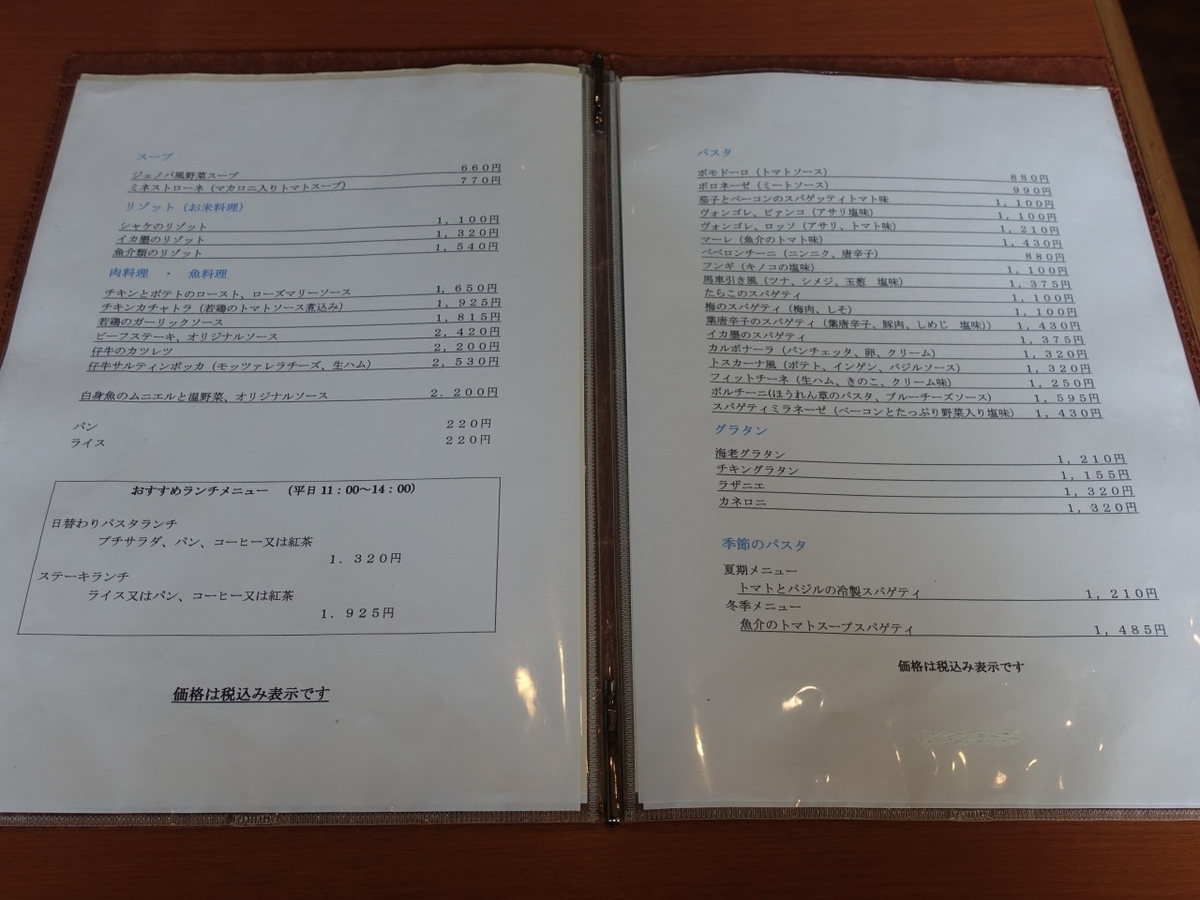 スープ
ジェノバ風野菜スープ ６６０円
ミネストローネ（マカロニ入りトマトスープ） ７７０円
リゾット（お米料理）
シャケのリゾット １，１００円
イカ墨のリゾット １，３２０円
魚介類のリゾット １，５４０円
肉料理　・　魚料理
チキンとポテトのロースト、ローズマリーソース １，６５０円
チキンカチャトラ（若鶏のトマトソース煮込み） １，９２５円
若鶏のガーリックソース １，８１５円
ビーフステーキ、オリジナルソース ２，４２０円
仔牛のカツレツ ２，２００円
仔牛サルティンボッカ（モッツァレラチーズ、生ハム） ２，５３０円
白身魚のムニエルと温野菜、オリジナルソース ２．２００円
パン ２２０円
ライス ２２０円
おすすめランチメニュー　（平日 11：00〜14：00）
日替わりパスタランチ
プチサラダ、パン、コーヒー又は紅茶
１．３２０円
ステーキランチ
ライス又はパン、コーヒー又は紅茶
１．９２５円
価格は税込み表示です
パスタ
ポモドーロ（トマトソース） ８８０円
ボロネーゼ（ミートソース） ９９０円
茄子とベーコンのスパゲッティトマト味 １，１００円
ヴォンゴレ、ビアンコ（アサリ塩味） １，１００円
ヴォンゴレ、ロッソ（アサリ、トマト味） １，２１０円
マーレ（魚介のトマト味） １，４３０円
ペペロンチーニ（ニンニク、唐辛子） ８８０円
フンギ（キノコの塩味） １，１００円
馬車引き風（ツナ、シメジ、玉葱　塩味） １，３７５円
たらこのスパゲティ １，１００円
梅のスパゲティ（梅肉、しそ） １，１００円
葉唐辛子のスパゲティ（葉唐辛子、豚肉、しめじ　塩味）） １，４３０円
イカ墨のスパゲティ １，３７５円
カルボナーラ（パンチェッタ、卵、クリーム） １，３２０円
トスカーナ風（ポテト、インゲン、バジルソース） １，３２０円
フィットチーネ（生ハム、きのこ、クリーム味） １，２５０円
ポルチーニ(ほうれん草のパスタ、ブルーチーズソース） １，５９５円
スパゲティミラネーゼ（ベーコンとたっぷり野菜入り塩味） １，４３０円
グラタン
海老グラタン １，２１０円
チキングラタン １，１５５円
ラザニエ １，３２０円
カネロニ １，３２０円
季節のパスタ
夏期メニュー
トマトとバジルの冷製スパゲティ １，２１０円
冬季メニュー
魚介のトマトスープスパゲティ １，４８５円
価格は税込み表示です